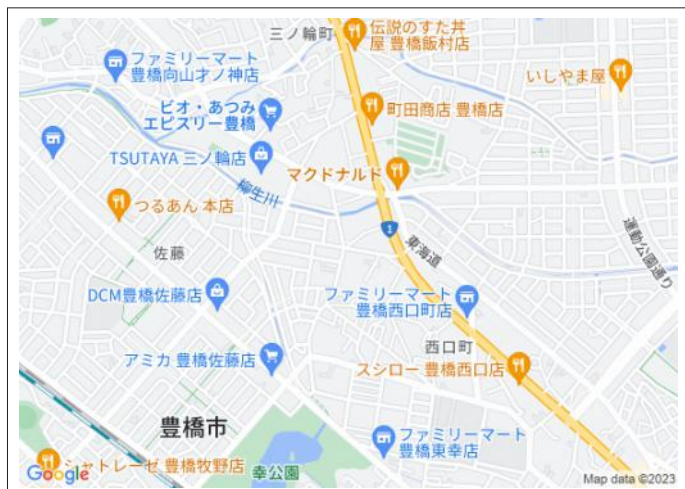 三ノ輪町
伝説のすた丼
屋 豊橋飯村店
ファミリーマート
豊橋向山才ノ神店
いしやま屋
ビオ・あつみ
エピスリー豊橋
町田商店 豊橋店
TSUTAYA 三ノ輪店
マクドナルド
柳生川
つるあん 本店
1
東海道
運動公園通り
佐藤
DCM豊橋佐藤店
ファミリーマート
豊橋西口町店
西口町
アミカ 豊橋佐藤店
スシロー 豊橋西口店
豊橋市
ファミリーマート
豊橋東幸店
シャトレーゼ 豊橋牧野店
幸公園
Google
Map data ©2023